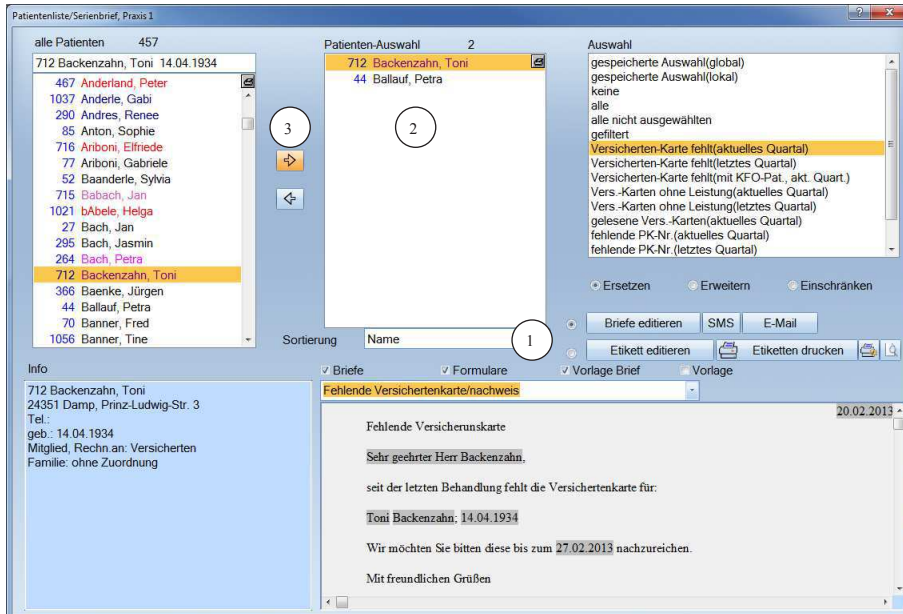 Patientenliste/Serienbrief, Praxis 1
alle Patienten 457
712 Backenzahn, Toni 14.04.1934
467 Anderland, Peter
1037 Anderle, Gabi
290 Andres, Renee
85 Anton, Sophie
716 Ariboni, Elfriede
77 Ariboni, Gabriele
52 Baanderle, Sylvia
715 Babach, Jan
1021 bAbele, Helga
27 Bach, Jan
295 Bach, Jasmin
264 Bach, Petra
712 Backenzahn, Toni
366 Baenke, Jürgen
44 Ballauf, Petra
70 Banner, Fred
1056 Banner, Tine
3
Patienten-Auswahl 2
712 Backenzahn, Toni
44 Ballauf, Petra
2
Sortierung Name
1
Auswahl
gespeicherte Auswahl(global)
gespeicherte Auswahl(lokal)
keine
alle
alle nicht ausgewählten
gefiltert
Versicherten-Karte fehlt(aktuelles Quartal)
Versicherten-Karte fehlt(letztes Quartal)
Versicherten-Karte fehlt(mit KFO-Pat., akt. Quart.)
Vers.-Karten ohne Leistung(aktuelles Quartal)
Vers.-Karten ohne Leistung(letztes Quartal)
gelesene Vers.-Karten(aktuelles Quartal)
fehlende PK-Nr.(aktuelles Quartal)
fehlende PK-Nr.(letztes Quartal)
Ersetzen Erweitern Einschränken
Briefe editieren SMS E-Mail
Etikett editieren Etiketten drucken
Info
712 Backenzahn, Toni
24351 Damp, Prinz-Ludwig-Str. 3
Tel.:
geb.: 14.04.1934
Mitglied, Rechn.an: Versicherten
Familie: ohne Zuordnung
Briefe Formulare Vorlage Brief Vorlage
Fehlende Versichertenkarte/nachweis
20.02.2013
Fehlende Versicherunskarte
Sehr geehrter Herr Backenzahn,
seit der letzten Behandlung fehlt die Versichertenkarte für:
Toni Backenzahn; 14.04.1934
Wir möchten Sie bitten diese bis zum 27.02.2013 nachzureichen.
Mit freundlichen Grüßen